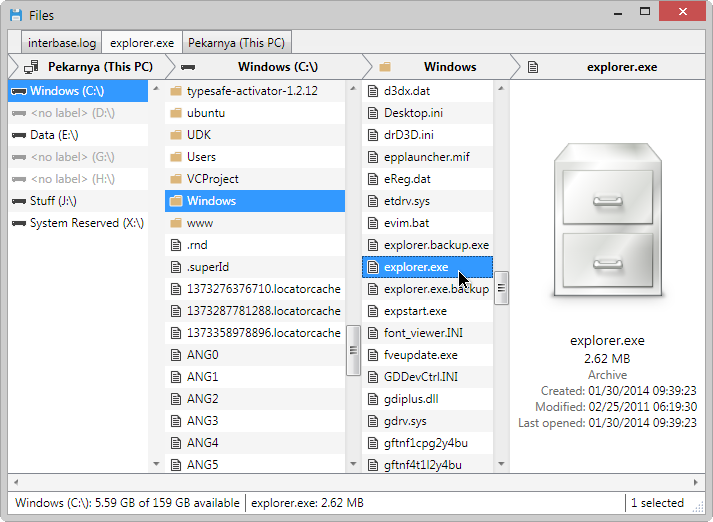 Files
interbase.log
explorer.exe
Pekarnya (This PC)
Pekarnya (This PC)
Windows (C:\)
Windows
explorer.exe
Windows (C:\)
<no label> (D:\)
Data (E:\)
<no label> (G:\)
<no label> (H:\)
Stuff (J:\)
System Reserved (X:\)
typesafe-activator-1.2.12
ubuntu
UDK
Users
VCProject
Windows
www
.rnd
.superId
1373276376710.locatorcache
1373287781288.locatorcache
1373358978896.locatorcache
ANG0
ANG1
ANG2
ANG3
ANG4
ANG5
d3dx.dat
Desktop.ini
drD3D.ini
epplauncher.mif
eReg.dat
etdrv.sys
evim.bat
explorer.backup.exe
explorer.exe
explorer.exe.backup
expstart.exe
font_viewer.INI
fveupdate.exe
GDDevCtrl.INI
gdiplus.dll
gdrv.sys
gftnf1cpg2y4bu
gftnf4t1l2y4bu
explorer.exe
2.62 MB
Archive
Created: 01/30/2014 09:39:23
Modified: 02/25/2011 06:19:30
Last opened: 01/30/2014 09:39:23
Windows (C:\): 5.59 GB of 159 GB available
explorer.exe: 2.62 MB
1 selected